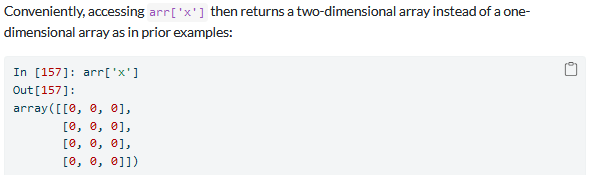 Conveniently, accessing arr['x'] then returns a two-dimensional array instead of a one-
dimensional array as in prior examples:
In [157]: arr['x']
Out[157]:
array([[0, 0, 0],
       [0, 0, 0],
       [0, 0, 0],
       [0, 0, 0]])